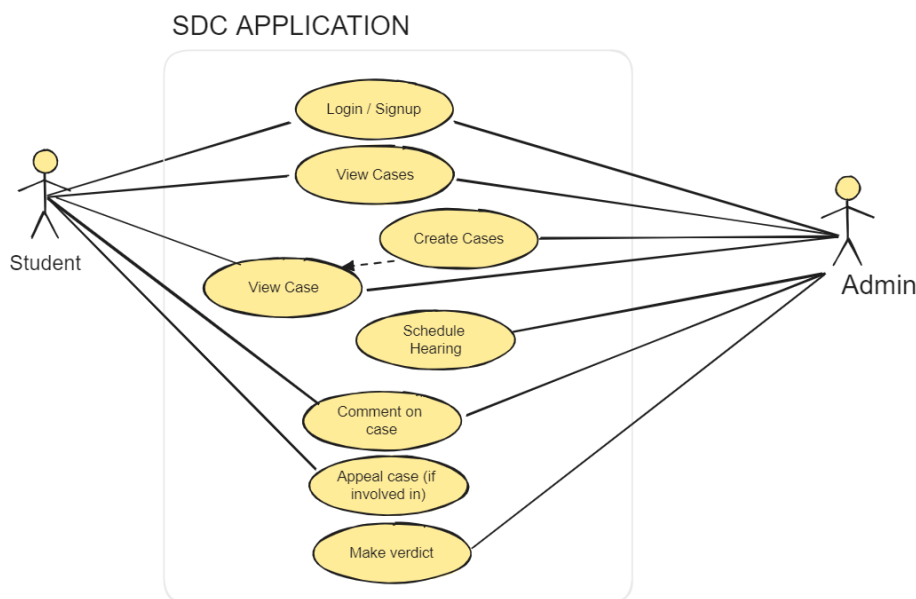 SDC APPLICATION
Login / Signup
View Cases
Create Cases
Student
View Case
Admin
Schedule
Hearing
Comment on
case
Appeal case (if
involved in)
Make verdict